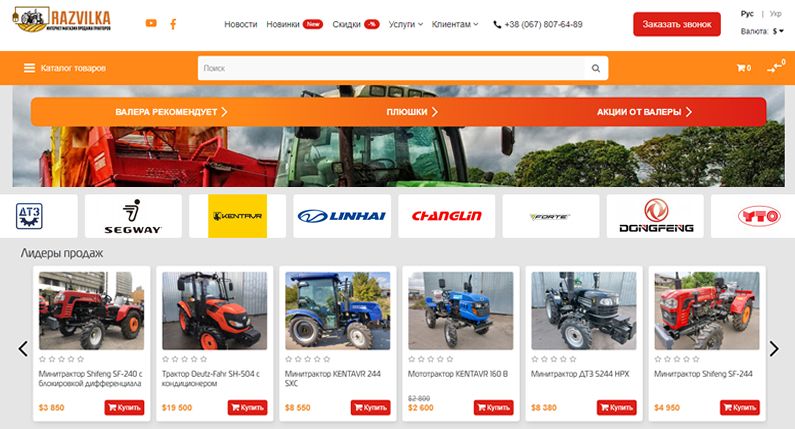 RAZVILKA
ИНТЕРНЕТ-МАГАЗИН ПРОДАЖИ ТРАКТОРОВ
Новости Новинки New Скидки -% Услуги Клиентам +38 (067) 807-64-89
Заказать звонок
Рус | Укр
Валюта: $
Каталог товаров
Поиск
0
0
ВАЛЕРА РЕКОМЕНДУЕТ ПЛЮШКИ АКЦИИ ОТ ВАЛЕРЫ
ДТЗ SEGWAY KENTAVR LINHAI CHANGLIN FORTE DONGFENG YTO
Лидеры продаж
Минитрактор Shifeng SF-240 с
блокировкой дифференциала
$3 850
Купить
Трактор Deutz-Fahr SH-504 с
кондиционером
$19 500
Купить
Минитрактор KENTAVR 244
SXC
$8 550
Купить
Мототрактор KENTAVR 160 B
$2 800
$2 600
Купить
Минитрактор ДТЗ 5244 HPX
$8 380
Купить
Минитрактор Shifeng SF-244
$4 950
Купить